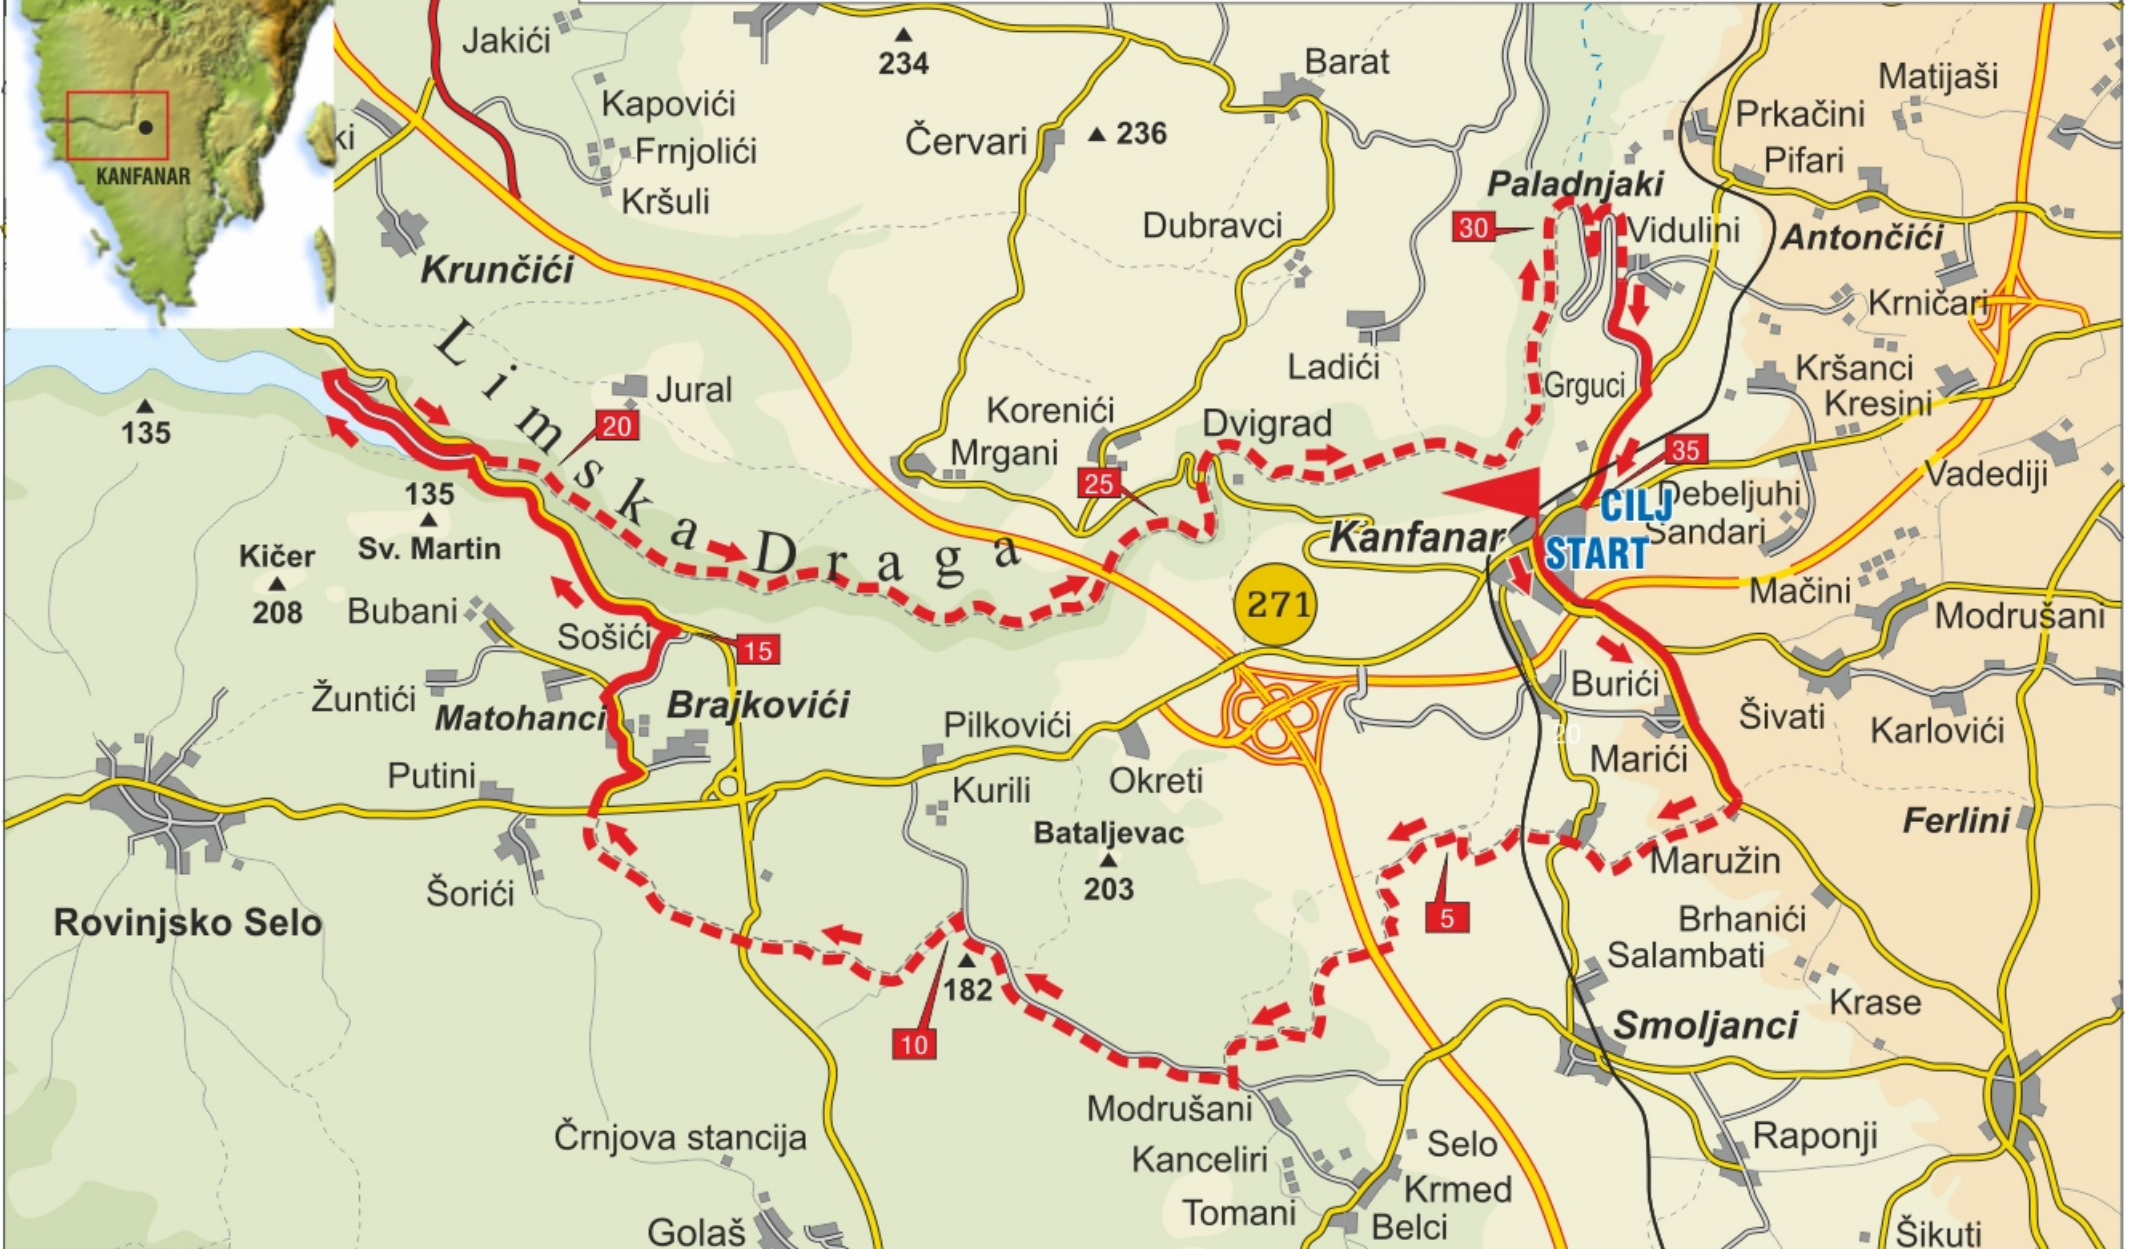 Jakići
234
Barat
Matijaši
Kapovići
Prkačini
ki
Frnjolići
Červari
236
Pifari
KANFANAR
Kršuli
Paladnjaki
30
Vidulini
Dubravci
Antončići
Krunčići
Krničari
Limska Draga
Ladići
Grguci
Kršanci
Kresini
Jural
135
20
Korenići
Dvigrad
Mrgani
35
25
Vadediji
135
Sv. Martin
CILJ
Debeljuhi
Kanfanar
Sandari
START
Kičer
208
Bubani
271
Mačini
Modrušani
Sošići
15
Žuntići
Matohanci
Brajkovići
Burići
Pilkovići
20
Šivati
Karlovići
Marići
Putini
Kurili
Okreti
Bataljevac
203
Ferlini
Maružin
Šorići
5
Rovinjsko Selo
Brhanići
Salambati
182
10
Krase
Smoljanci
Modrušani
Črnjova stancija
Kanceliri
Selo
Raponji
Krmed
Tomani
Belci
Golaš
Šikuti